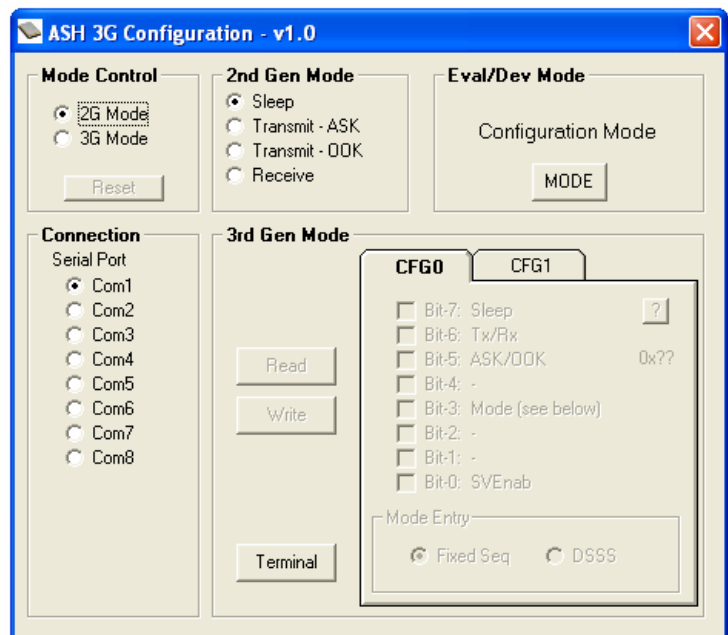 ASH 3G Configuration - v1.0
Mode Control
2G Mode
3G Mode
Reset
2nd Gen Mode
Sleep
Transmit - ASK
Transmit - OOK
Receive
Eval/Dev Mode
Configuration Mode
MODE
Connection
Serial Port
Com1
Com2
Com3
Com4
Com5
Com6
Com7
Com8
3rd Gen Mode
Read
Write
Terminal
CFG0
CFG1
Bit-7: Sleep
?
Bit-6: Tx/Rx
Bit-5: ASK/OOK
0x??
Bit-4: -
Bit-3: Mode (see below)
Bit-2: -
Bit-1: -
Bit-0: SVEnab
Mode Entry
Fixed Seq
DSSS